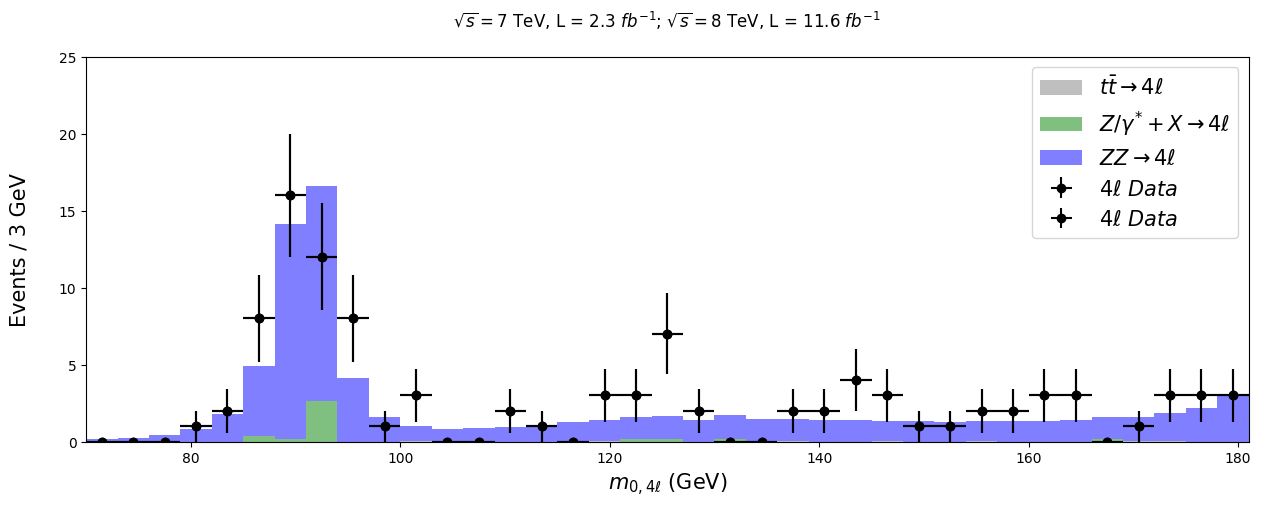 √s = 7 TeV, L = 2.3 fb⁻¹; √s = 8 TeV, L = 11.6 fb⁻¹
25
20
15
10
5
0
Events / 3 GeV
tt̄ → 4ℓ
Z/γ* + X → 4ℓ
ZZ → 4ℓ
4ℓ Data
4ℓ Data
80 100 120 140 160 180
m₀,₄ℓ (GeV)